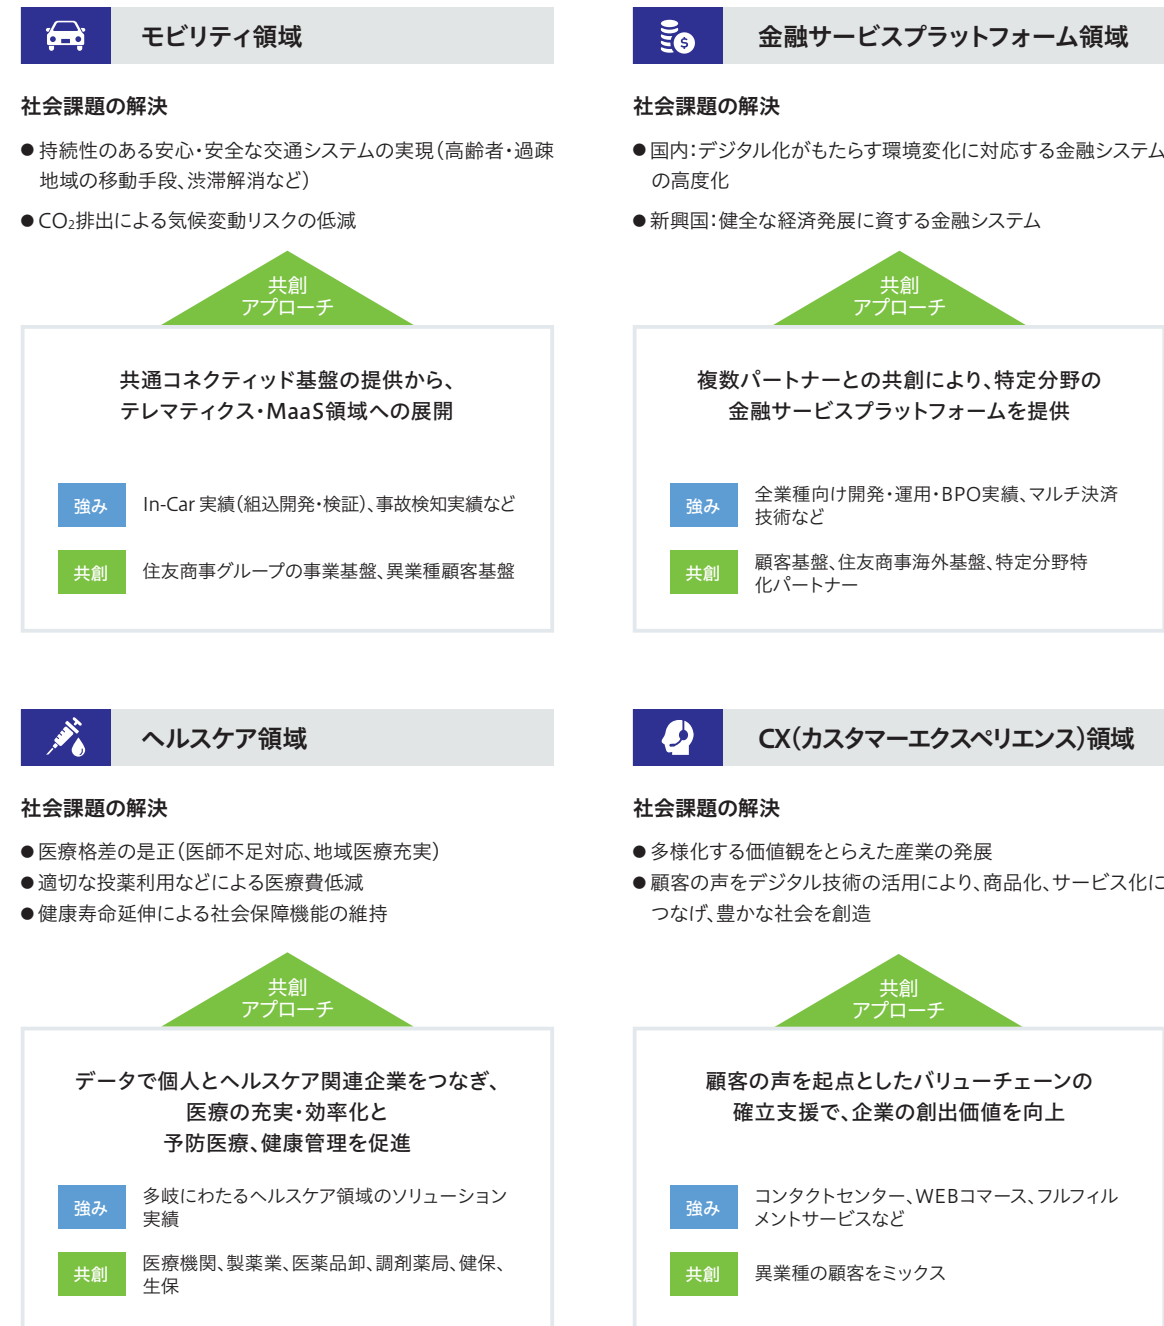 モビリティ領域
社会課題の解決
●持続性のある安心・安全な交通システムの実現（高齢者・過疎
地域の移動手段、渋滞解消など）
●CO₂排出による気候変動リスクの低減
共創
アプローチ
共通コネクティッド基盤の提供から、
テレマティクス・MaaS領域への展開
強み
In-Car 実績（組込開発・検証）、事故検知実績など
共創
住友商事グループの事業基盤、異業種顧客基盤
金融サービスプラットフォーム領域
社会課題の解決
●国内：デジタル化がもたらす環境変化に対応する金融システム
の高度化
●新興国：健全な経済発展に資する金融システム
共創
アプローチ
複数パートナーとの共創により、特定分野の
金融サービスプラットフォームを提供
強み
全業種向け開発・運用・BPO実績、マルチ決済
技術など
共創
顧客基盤、住友商事海外基盤、特定分野特
化パートナー
ヘルスケア領域
社会課題の解決
●医療格差の是正（医師不足対応、地域医療充実）
●適切な投薬利用などによる医療費低減
●健康寿命延伸による社会保障機能の維持
共創
アプローチ
データで個人とヘルスケア関連企業をつなぎ、
医療の充実・効率化と
予防医療、健康管理を促進
強み
多岐にわたるヘルスケア領域のソリューション
実績
共創
医療機関、製薬業、医薬品卸、調剤薬局、健保、
生保
CX（カスタマーエクスペリエンス）領域
社会課題の解決
●多様化する価値観をとらえた産業の発展
●顧客の声をデジタル技術の活用により、商品化、サービス化に
つなげ、豊かな社会を創造
共創
アプローチ
顧客の声を起点としたバリューチェーンの
確立支援で、企業の創出価値を向上
強み
コンタクトセンター、WEBコマース、フルフィル
メントサービスなど
共創
異業種の顧客をミックス